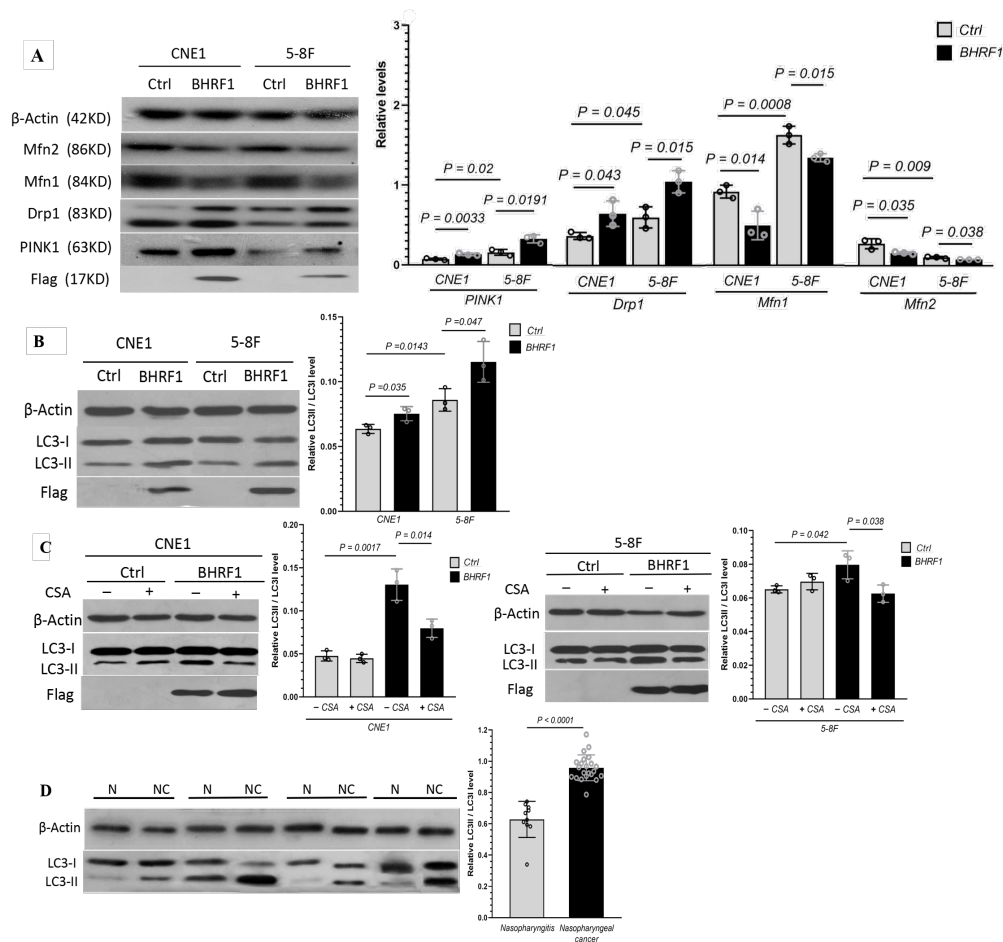 A
CNE1 5-8F
Ctrl BHRF1 Ctrl BHRF1
β-Actin (42KD)
Mfn2 (86KD)
Mfn1 (84KD)
Drp1 (83KD)
PINK1 (63KD)
Flag (17KD)
Relative levels
3
2
1
0
Ctrl
BHRF1
P = 0.0033
P = 0.02
P = 0.0191
P = 0.043
P = 0.045
P = 0.015
P = 0.014
P = 0.0008
P = 0.015
P = 0.009
P = 0.035
P = 0.038
CNE1 5-8F CNE1 5-8F CNE1 5-8F CNE1 5-8F
PINK1 Drp1 Mfn1 Mfn2
B
CNE1 5-8F
Ctrl BHRF1 Ctrl BHRF1
β-Actin
LC3-I
LC3-II
Flag
Relative LC3II / LC3I level
0.15
0.10
0.05
0.00
P =0.035
P =0.0143
P =0.047
Ctrl
BHRF1
CNE1 5-8F
C
CNE1
Ctrl BHRF1
CSA – + – +
β-Actin
LC3-I
LC3-II
Flag
Relative LC3II / LC3I level
0.20
0.15
0.10
0.05
0.00
P = 0.0017
P = 0.014
Ctrl
BHRF1
– CSA + CSA – CSA + CSA
CNE1
5-8F
Ctrl BHRF1
CSA – + – +
β-Actin
LC3-I
LC3-II
Flag
Relative LC3II / LC3I level
0.10
0.08
0.06
0.04
0.02
0.00
P = 0.042
P = 0.038
Ctrl
BHRF1
– CSA + CSA – CSA + CSA
5-8F
D
N NC N NC N NC N NC
β-Actin
LC3-I
LC3-II
Relative LC3II / LC3I level
1.2
1.0
0.8
0.6
0.4
0.2
0.0
P < 0.0001
Nasopharyngitis Nasopharyngeal
cancer